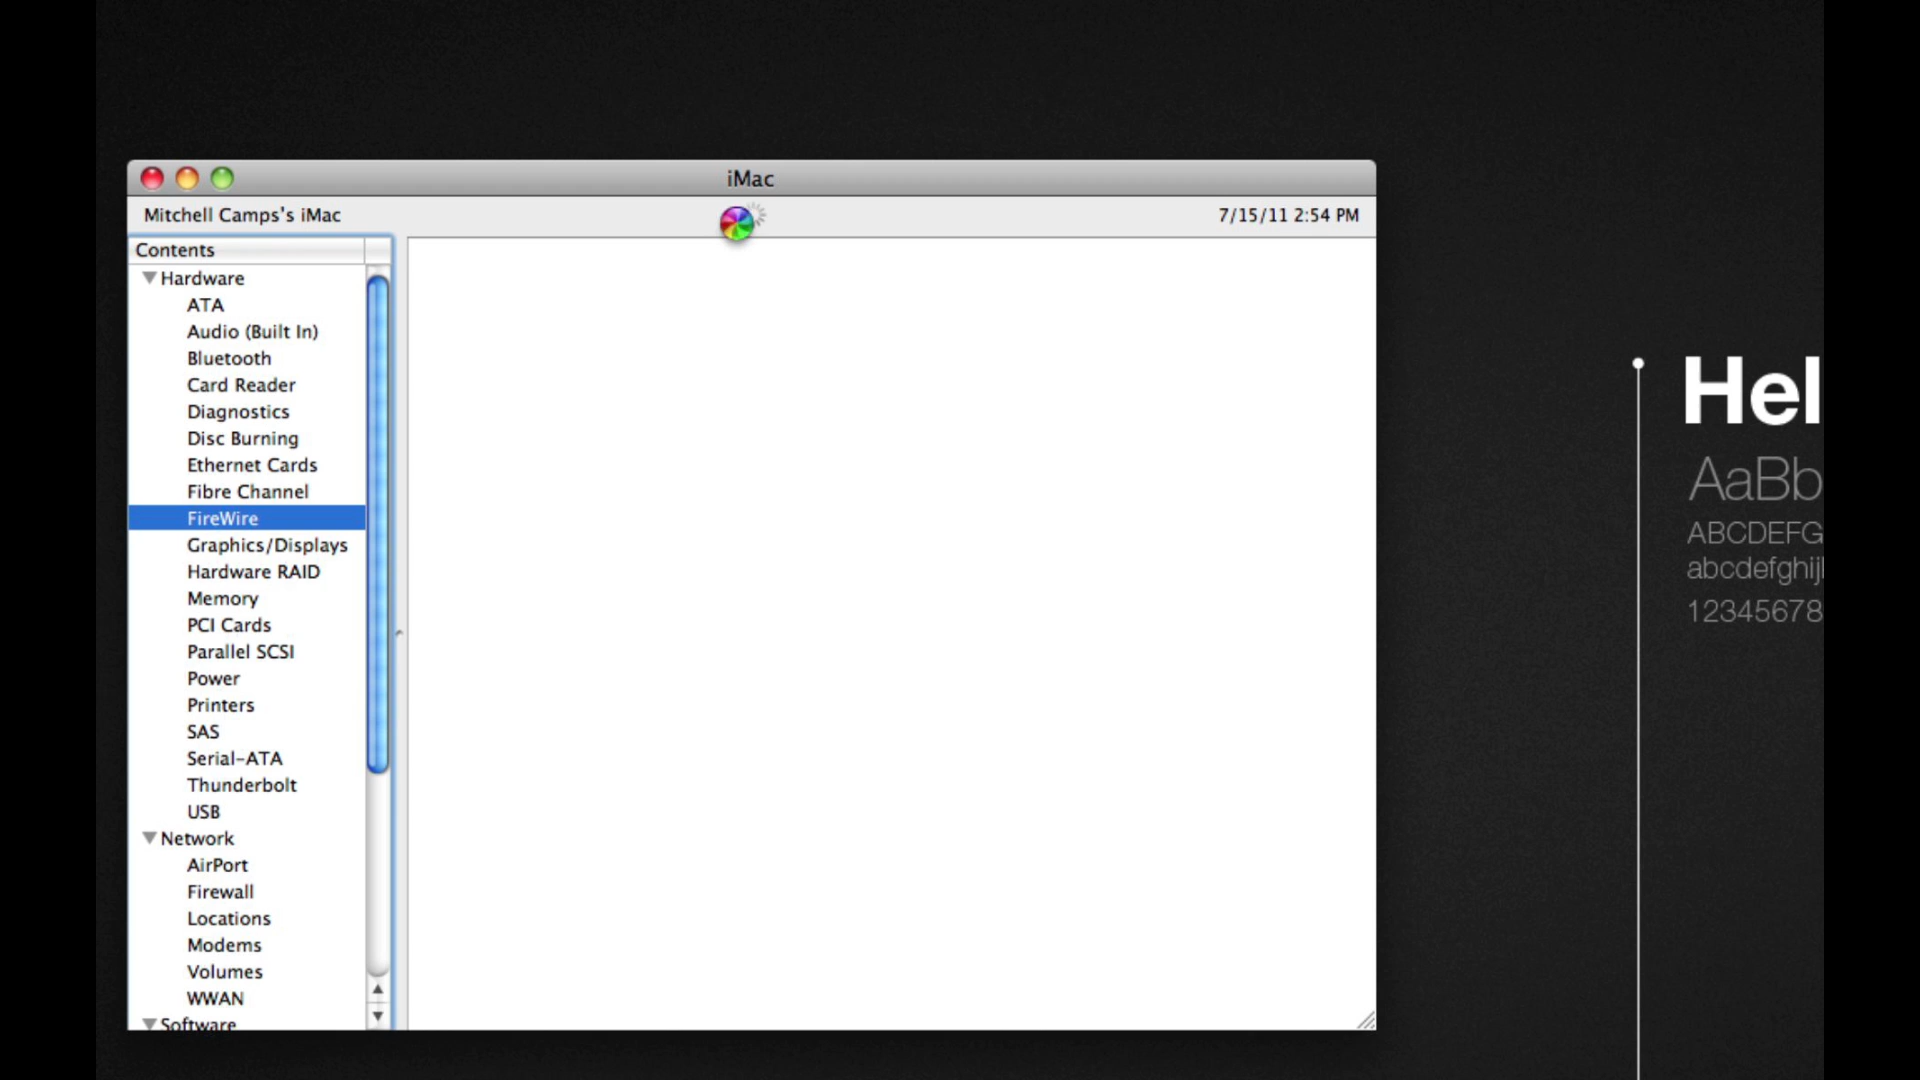 iMac
Mitchell Camps's iMac
7/15/11 2:54 PM
Contents
Hardware
ATA
Audio (Built In)
Bluetooth
Card Reader
Diagnostics
Disc Burning
Ethernet Cards
Fibre Channel
FireWire
Graphics/Displays
Hardware RAID
Memory
PCI Cards
Parallel SCSI
Power
Printers
SAS
Serial-ATA
Thunderbolt
USB
Network
AirPort
Firewall
Locations
Modems
Volumes
WWAN
Software
Hel
AaBb
ABCDEFG
abcdefghij
12345678